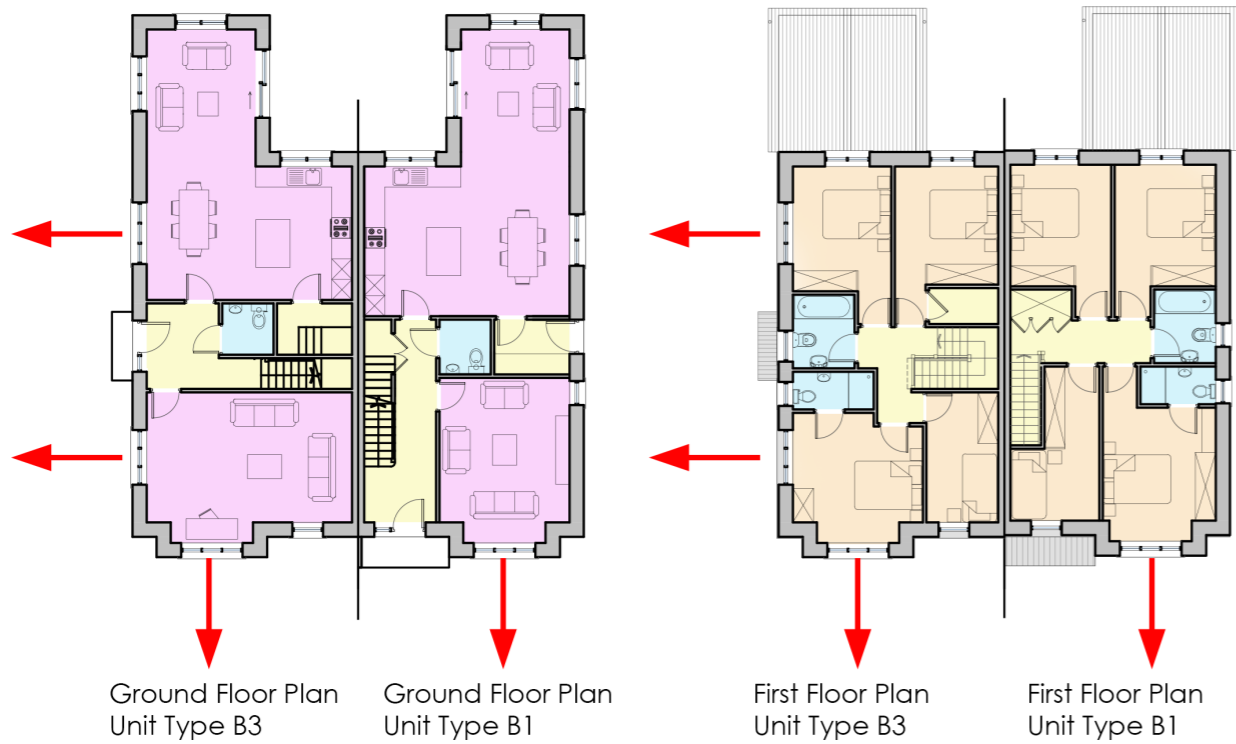 Ground Floor Plan
Unit Type B3
Ground Floor Plan
Unit Type B1
First Floor Plan
Unit Type B3
First Floor Plan
Unit Type B1